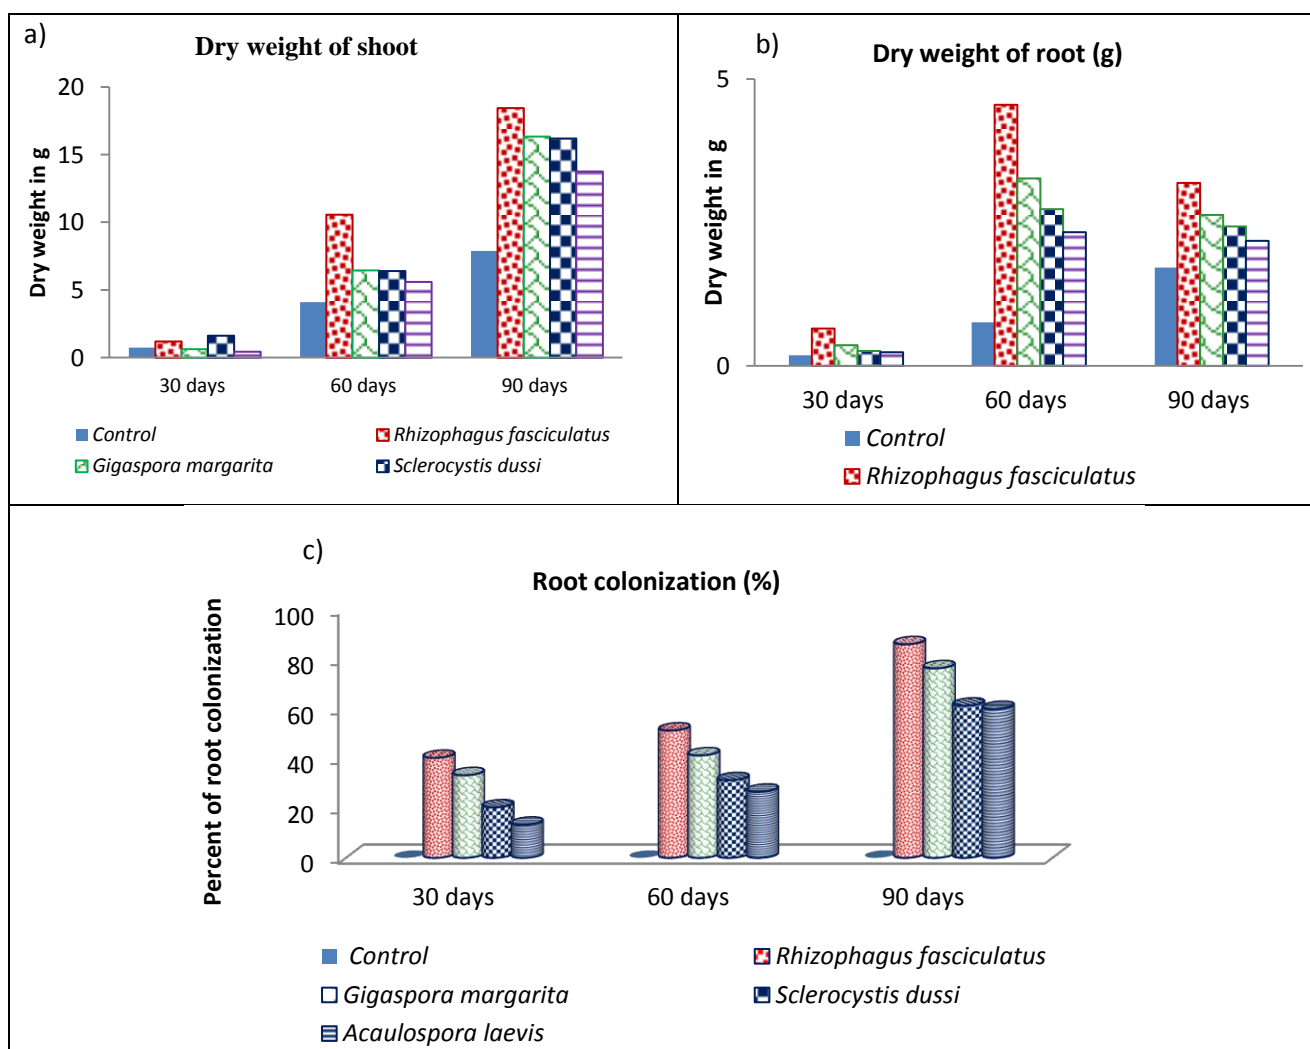 a)
Dry weight of shoot
Dry weight in g
20
15
10
5
0
30 days 60 days 90 days
Control Rhizophagus fasciculatus
Gigaspora margarita Sclerocystis dussi
b)
Dry weight of root (g)
Dry weight in g
5
0
30 days 60 days 90 days
Control
Rhizophagus fasciculatus
c)
Root colonization (%)
Percent of root colonization
100
80
60
40
20
0
30 days 60 days 90 days
Control Rhizophagus fasciculatus
Gigaspora margarita Sclerocystis dussi
Acaulospora laevis